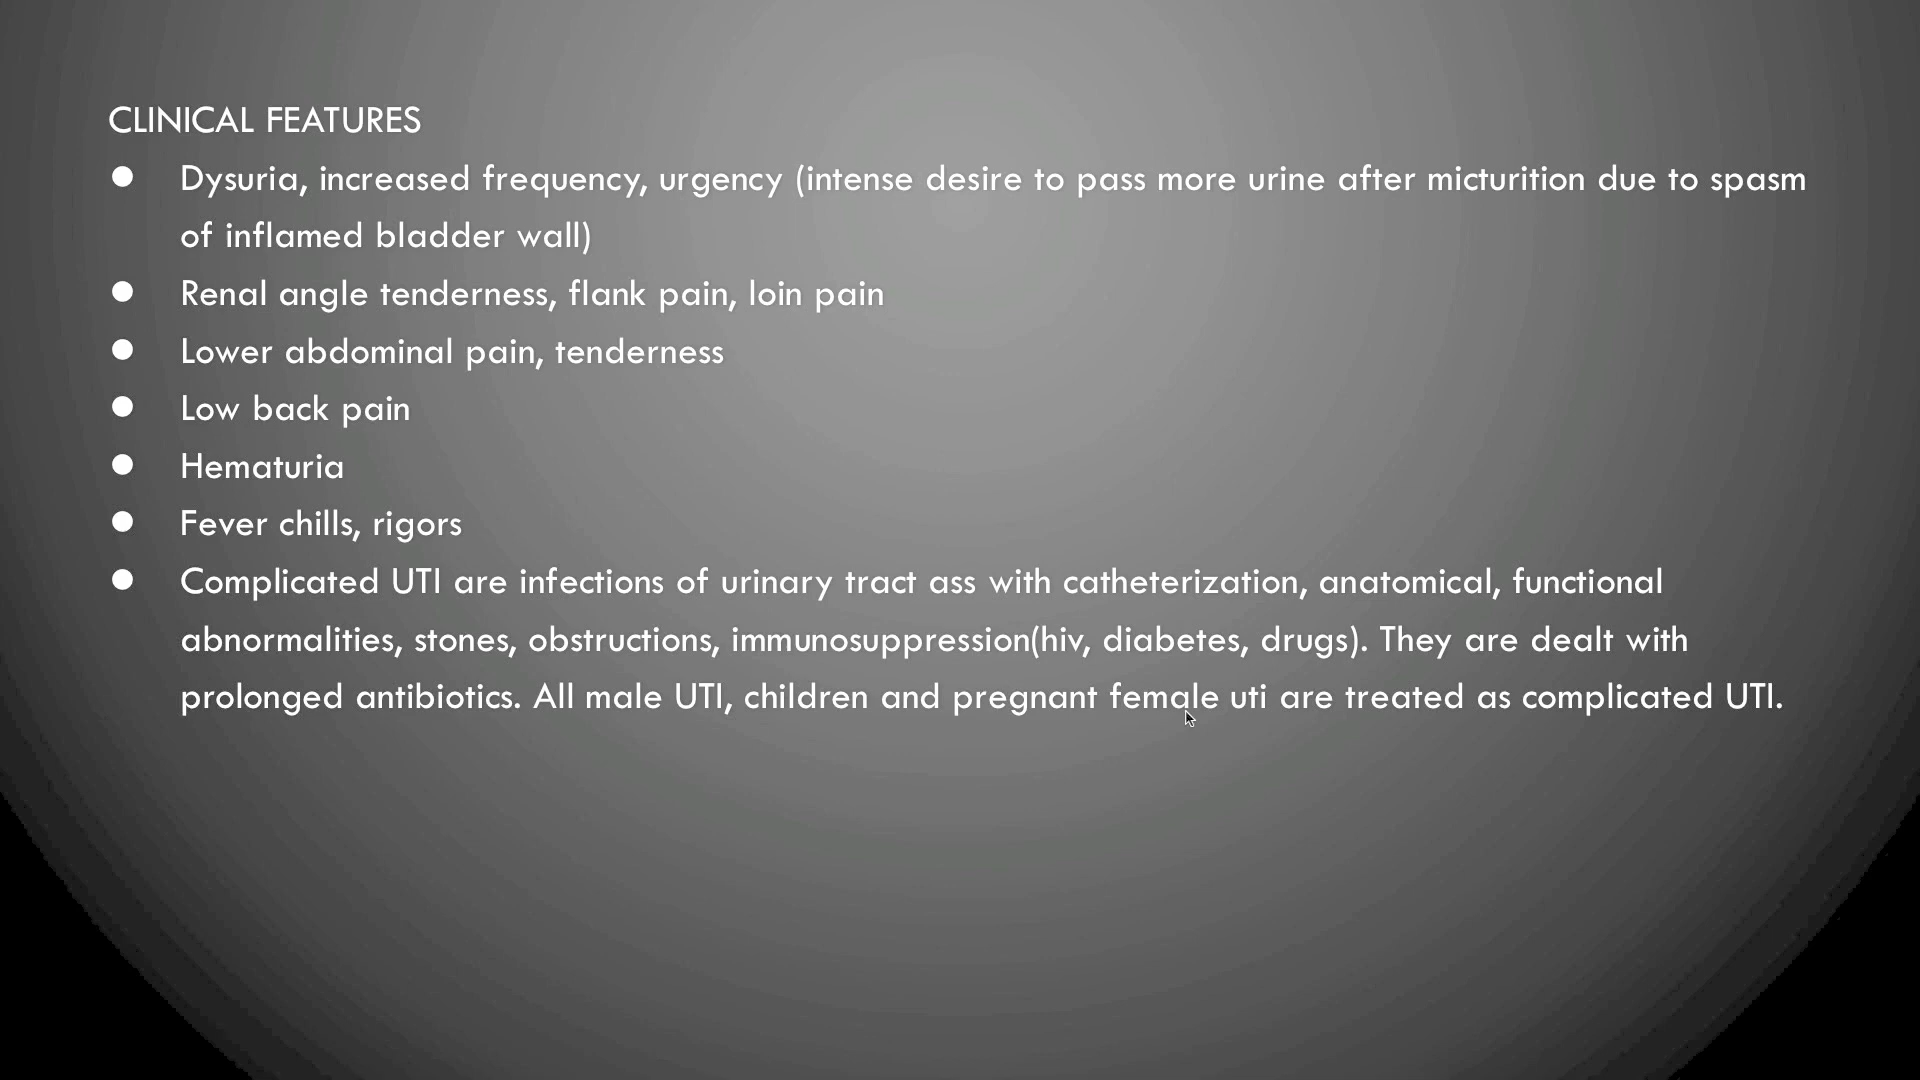 CLINICAL FEATURES
● Dysuria, increased frequency, urgency (intense desire to pass more urine after micturition due to spasm
of inflamed bladder wall)
● Renal angle tenderness, flank pain, loin pain
● Lower abdominal pain, tenderness
● Low back pain
● Hematuria
● Fever chills, rigors
● Complicated UTI are infections of urinary tract ass with catheterization, anatomical, functional
abnormalities, stones, obstructions, immunosuppression(hiv, diabetes, drugs). They are dealt with
prolonged antibiotics. All male UTI, children and pregnant female uti are treated as complicated UTI.